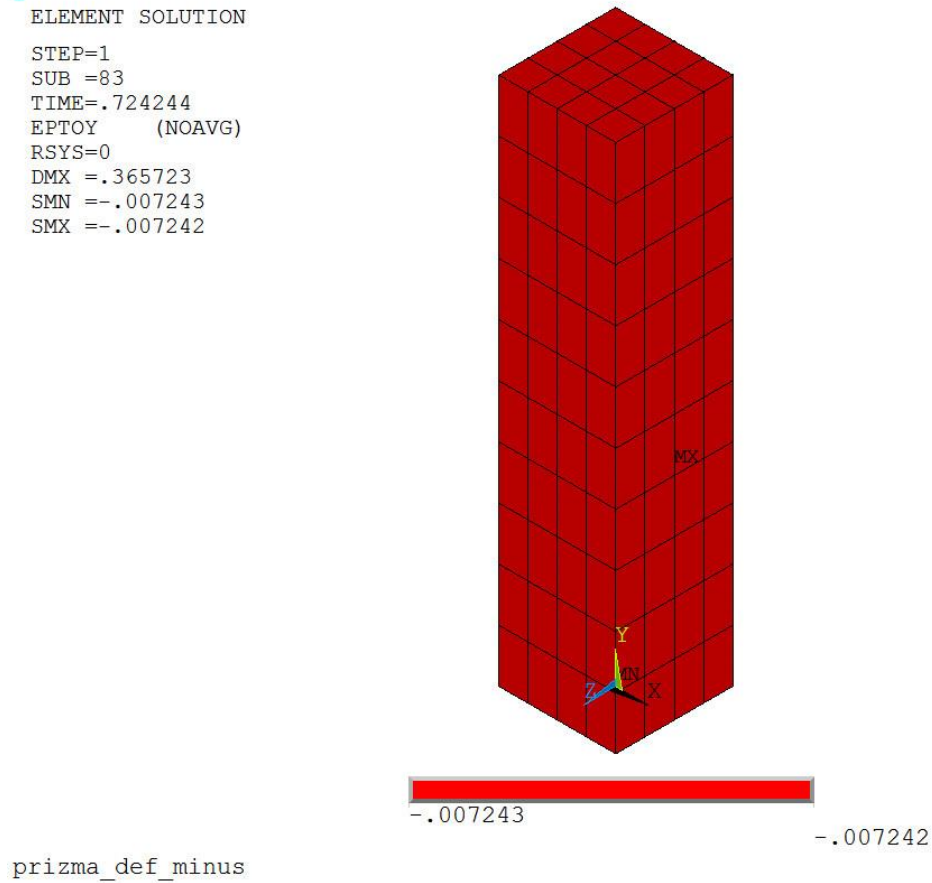 ELEMENT SOLUTION
STEP=1
SUB =83
TIME=.724244
EPTOY    (NOAVG)
RSYS=0
DMX =.365723
SMN =-.007243
SMX =-.007242
MX
Y
MN
Z
X
-.007243
-.007242
prizma_def_minus